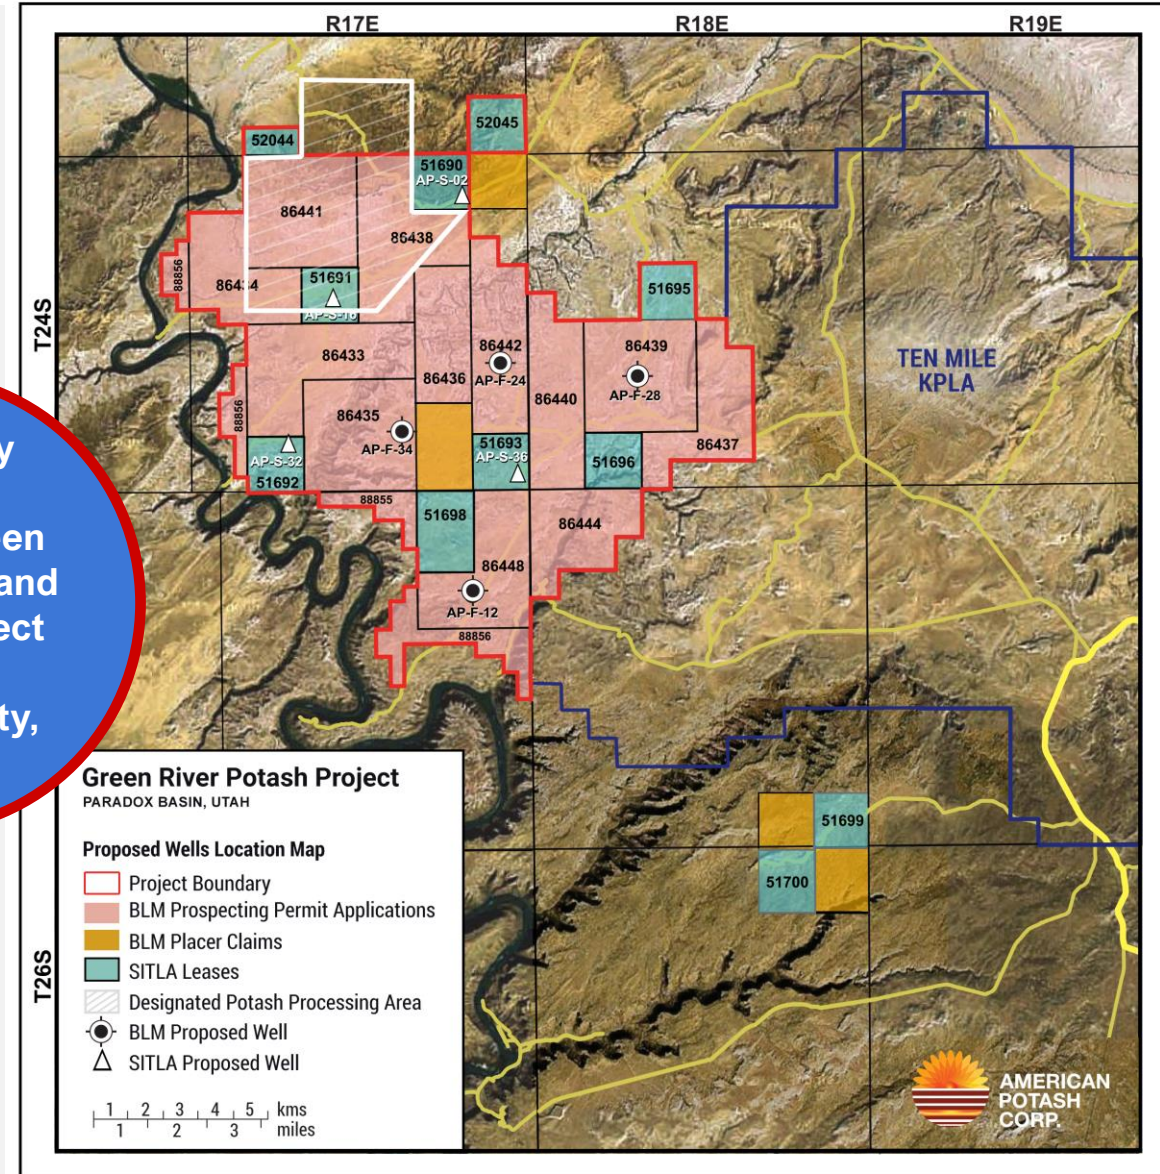 R17E
R18E
R19E
T24S
T26S
52044
52045
51690
AP-S-02
86441
86438
88856
86434
51691
AP-S-16
51695
86433
86442
AP-F-24
86439
AP-F-28
86436
86440
TEN MILE
KPLA
88856
86435
AP-F-34
51693
AP-S-36
86437
51696
AP-S-32
51692
88855
51698
86444
86448
AP-F-12
88856
51699
51700
y
en
and
ect
ty,
Green River Potash Project
PARADOX BASIN, UTAH
Proposed Wells Location Map
Project Boundary
BLM Prospecting Permit Applications
BLM Placer Claims
SITLA Leases
Designated Potash Processing Area
BLM Proposed Well
SITLA Proposed Well
1 2 3 4 5 kms
1 2 3 miles
AMERICAN
POTASH
CORP.